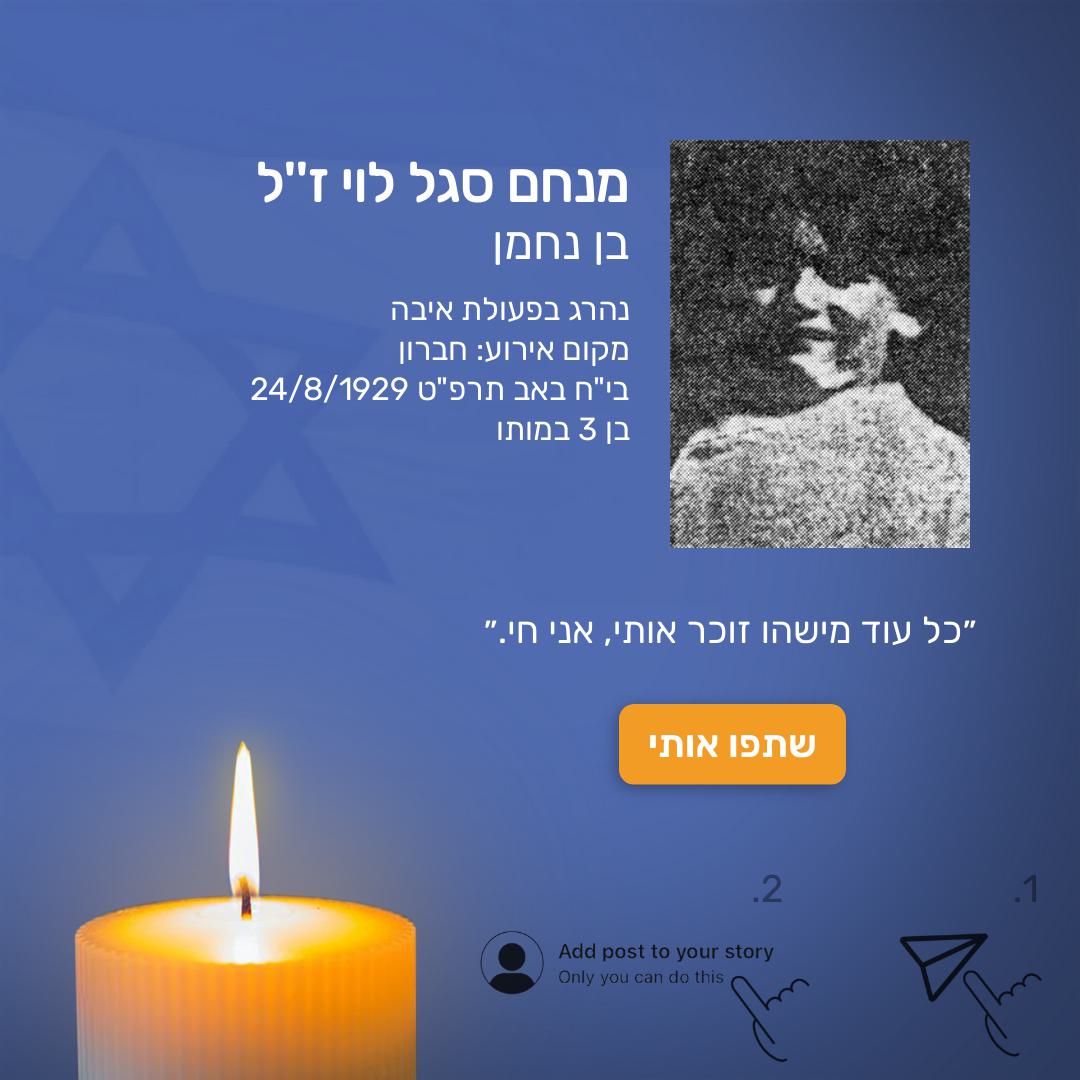 מנחם סגל לוי ז"ל
בן נחמן
נהרג בפעולת איבה
מקום אירוע: חברון
בי"ח באב תרפ"ט 24/8/1929
בן 3 במותו
״כל עוד מישהו זוכר אותי, אני חי.״
שתפו אותי
.1
.2
Add post to your story
Only you can do this